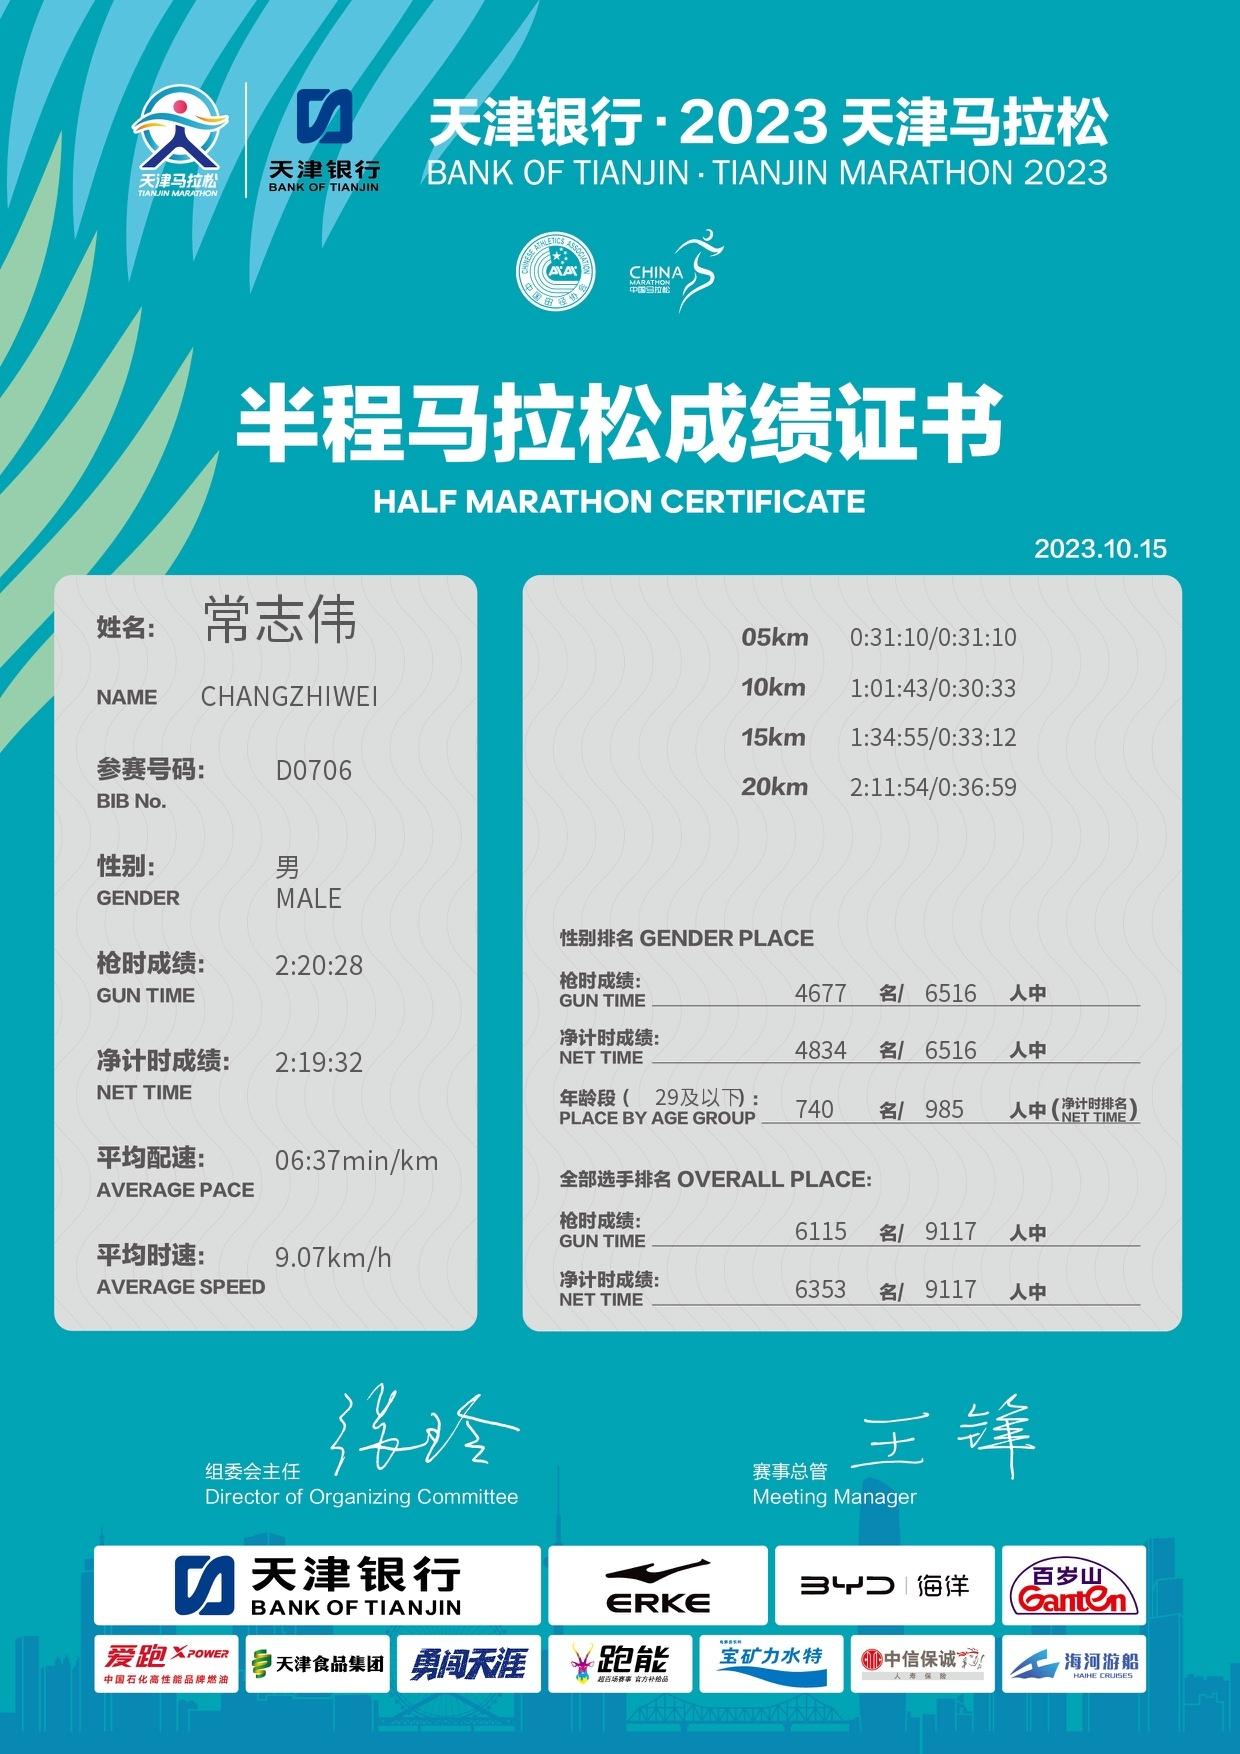 天津马拉松
TIANJIN MARATHON
天津银行
BANK OF TIANJIN
天津银行·2023 天津马拉松
BANK OF TIANJIN · TIANJIN MARATHON 2023
CHINESE ATHLETICS ASSOCIATION
中国田径协会
CHINA
MARATHON
中国马拉松
半程马拉松成绩证书
HALF MARATHON CERTIFICATE
2023.10.15
姓名: 常志伟
NAME CHANGZHIWEI
参赛号码: D0706
BIB No.
性别: 男
GENDER MALE
枪时成绩: 2:20:28
GUN TIME
净计时成绩: 2:19:32
NET TIME
平均配速: 06:37min/km
AVERAGE PACE
平均时速: 9.07km/h
AVERAGE SPEED
05km 0:31:10/0:31:10
10km 1:01:43/0:30:33
15km 1:34:55/0:33:12
20km 2:11:54/0:36:59
性别排名 GENDER PLACE
枪时成绩:
GUN TIME 4677 名/ 6516 人中
净计时成绩:
NET TIME 4834 名/ 6516 人中
年龄段 ( 29及以下) :
PLACE BY AGE GROUP 740 名/ 985 人中 (净计时排名 NET TIME)
全部选手排名 OVERALL PLACE:
枪时成绩:
GUN TIME 6115 名/ 9117 人中
净计时成绩:
NET TIME 6353 名/ 9117 人中
组委会主任 张玲
Director of Organizing Committee
赛事总管 王锋
Meeting Manager
天津银行
BANK OF TIANJIN
ERKE
BYD | 海洋
百岁山
Ganten
爱跑 XPOWER
中国石化高性能品牌燃油
天津食品集团
勇闯天涯
跑能
超百场赛事 官方补给品
宝矿力水特
中信保诚
人寿保险
海河游船
HAIHE CRUISES